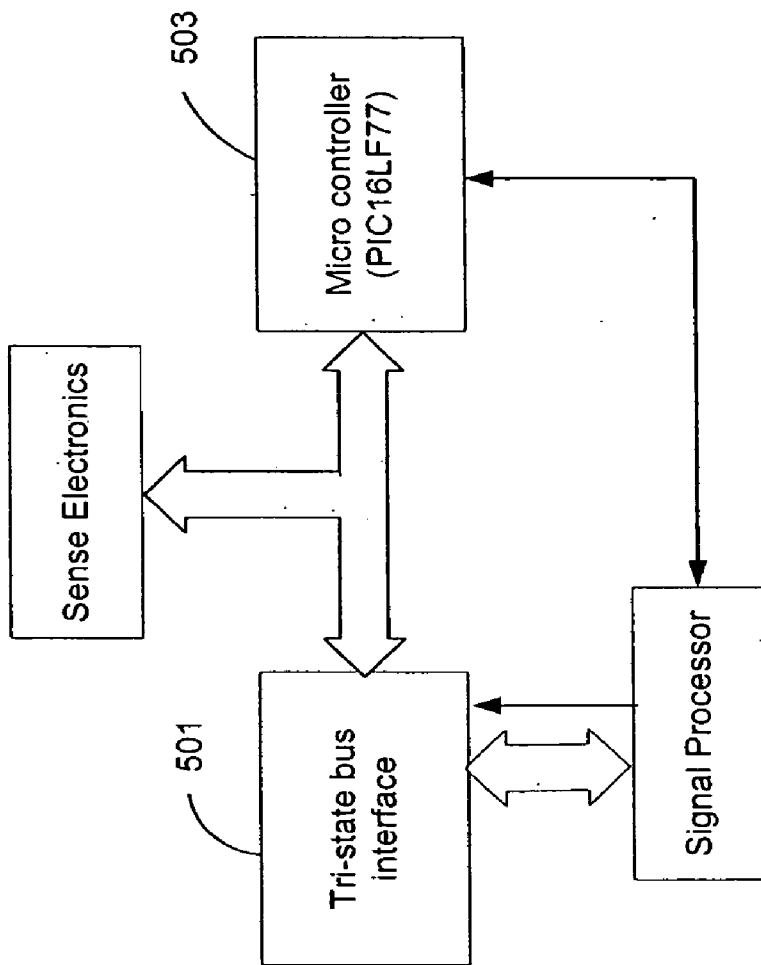 Sense Electronics
501
Tri-state bus
interface
503
Micro controller
(PIC16LF77)
Signal Processor